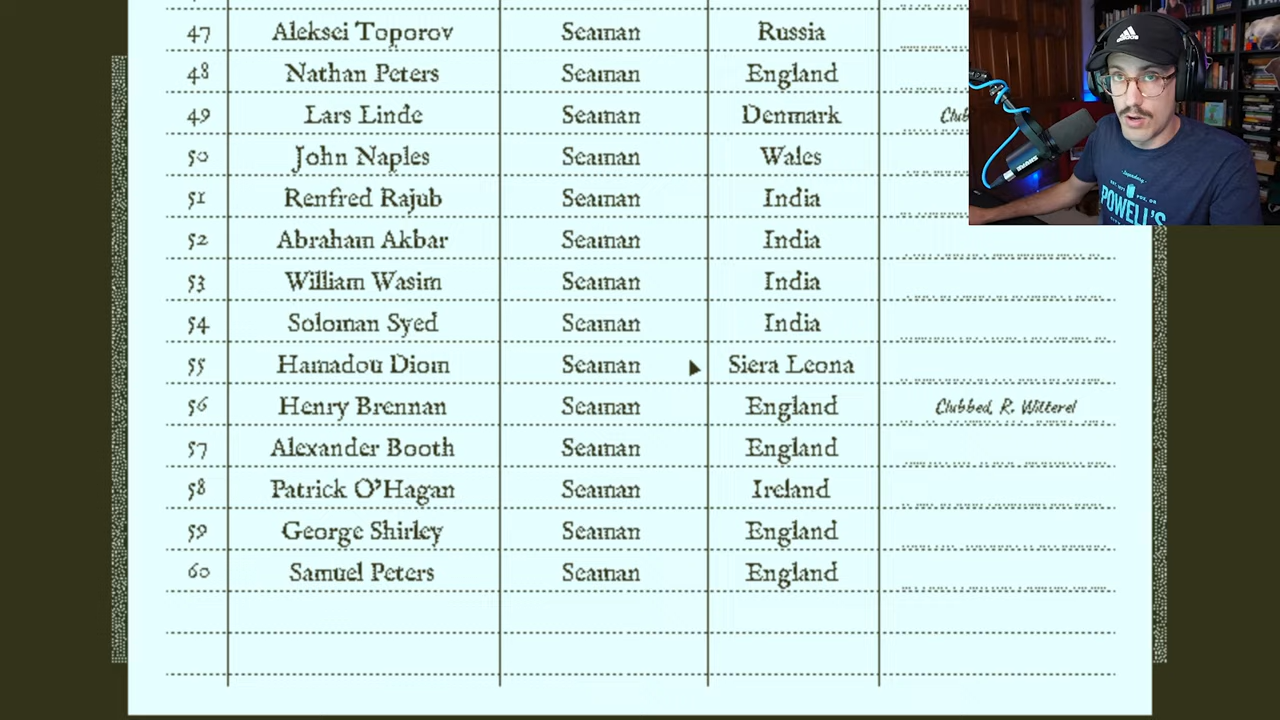 47 Aleksei Toporov Seaman Russia
48 Nathan Peters Seaman England
49 Lars Linde Seaman Denmark
50 John Naples Seaman Wales
51 Renfred Rajub Seaman India
52 Abraham Akbar Seaman India
53 William Wasim Seaman India
54 Soloman Syed Seaman India
55 Hamadou Diom Seaman Siera Leona
56 Henry Brennan Seaman England Clubbed, R. Witterel
57 Alexander Booth Seaman England
58 Patrick O'Hagan Seaman Ireland
59 George Shirley Seaman England
60 Samuel Peters Seaman England
adidas
SHURE
POWELL'S